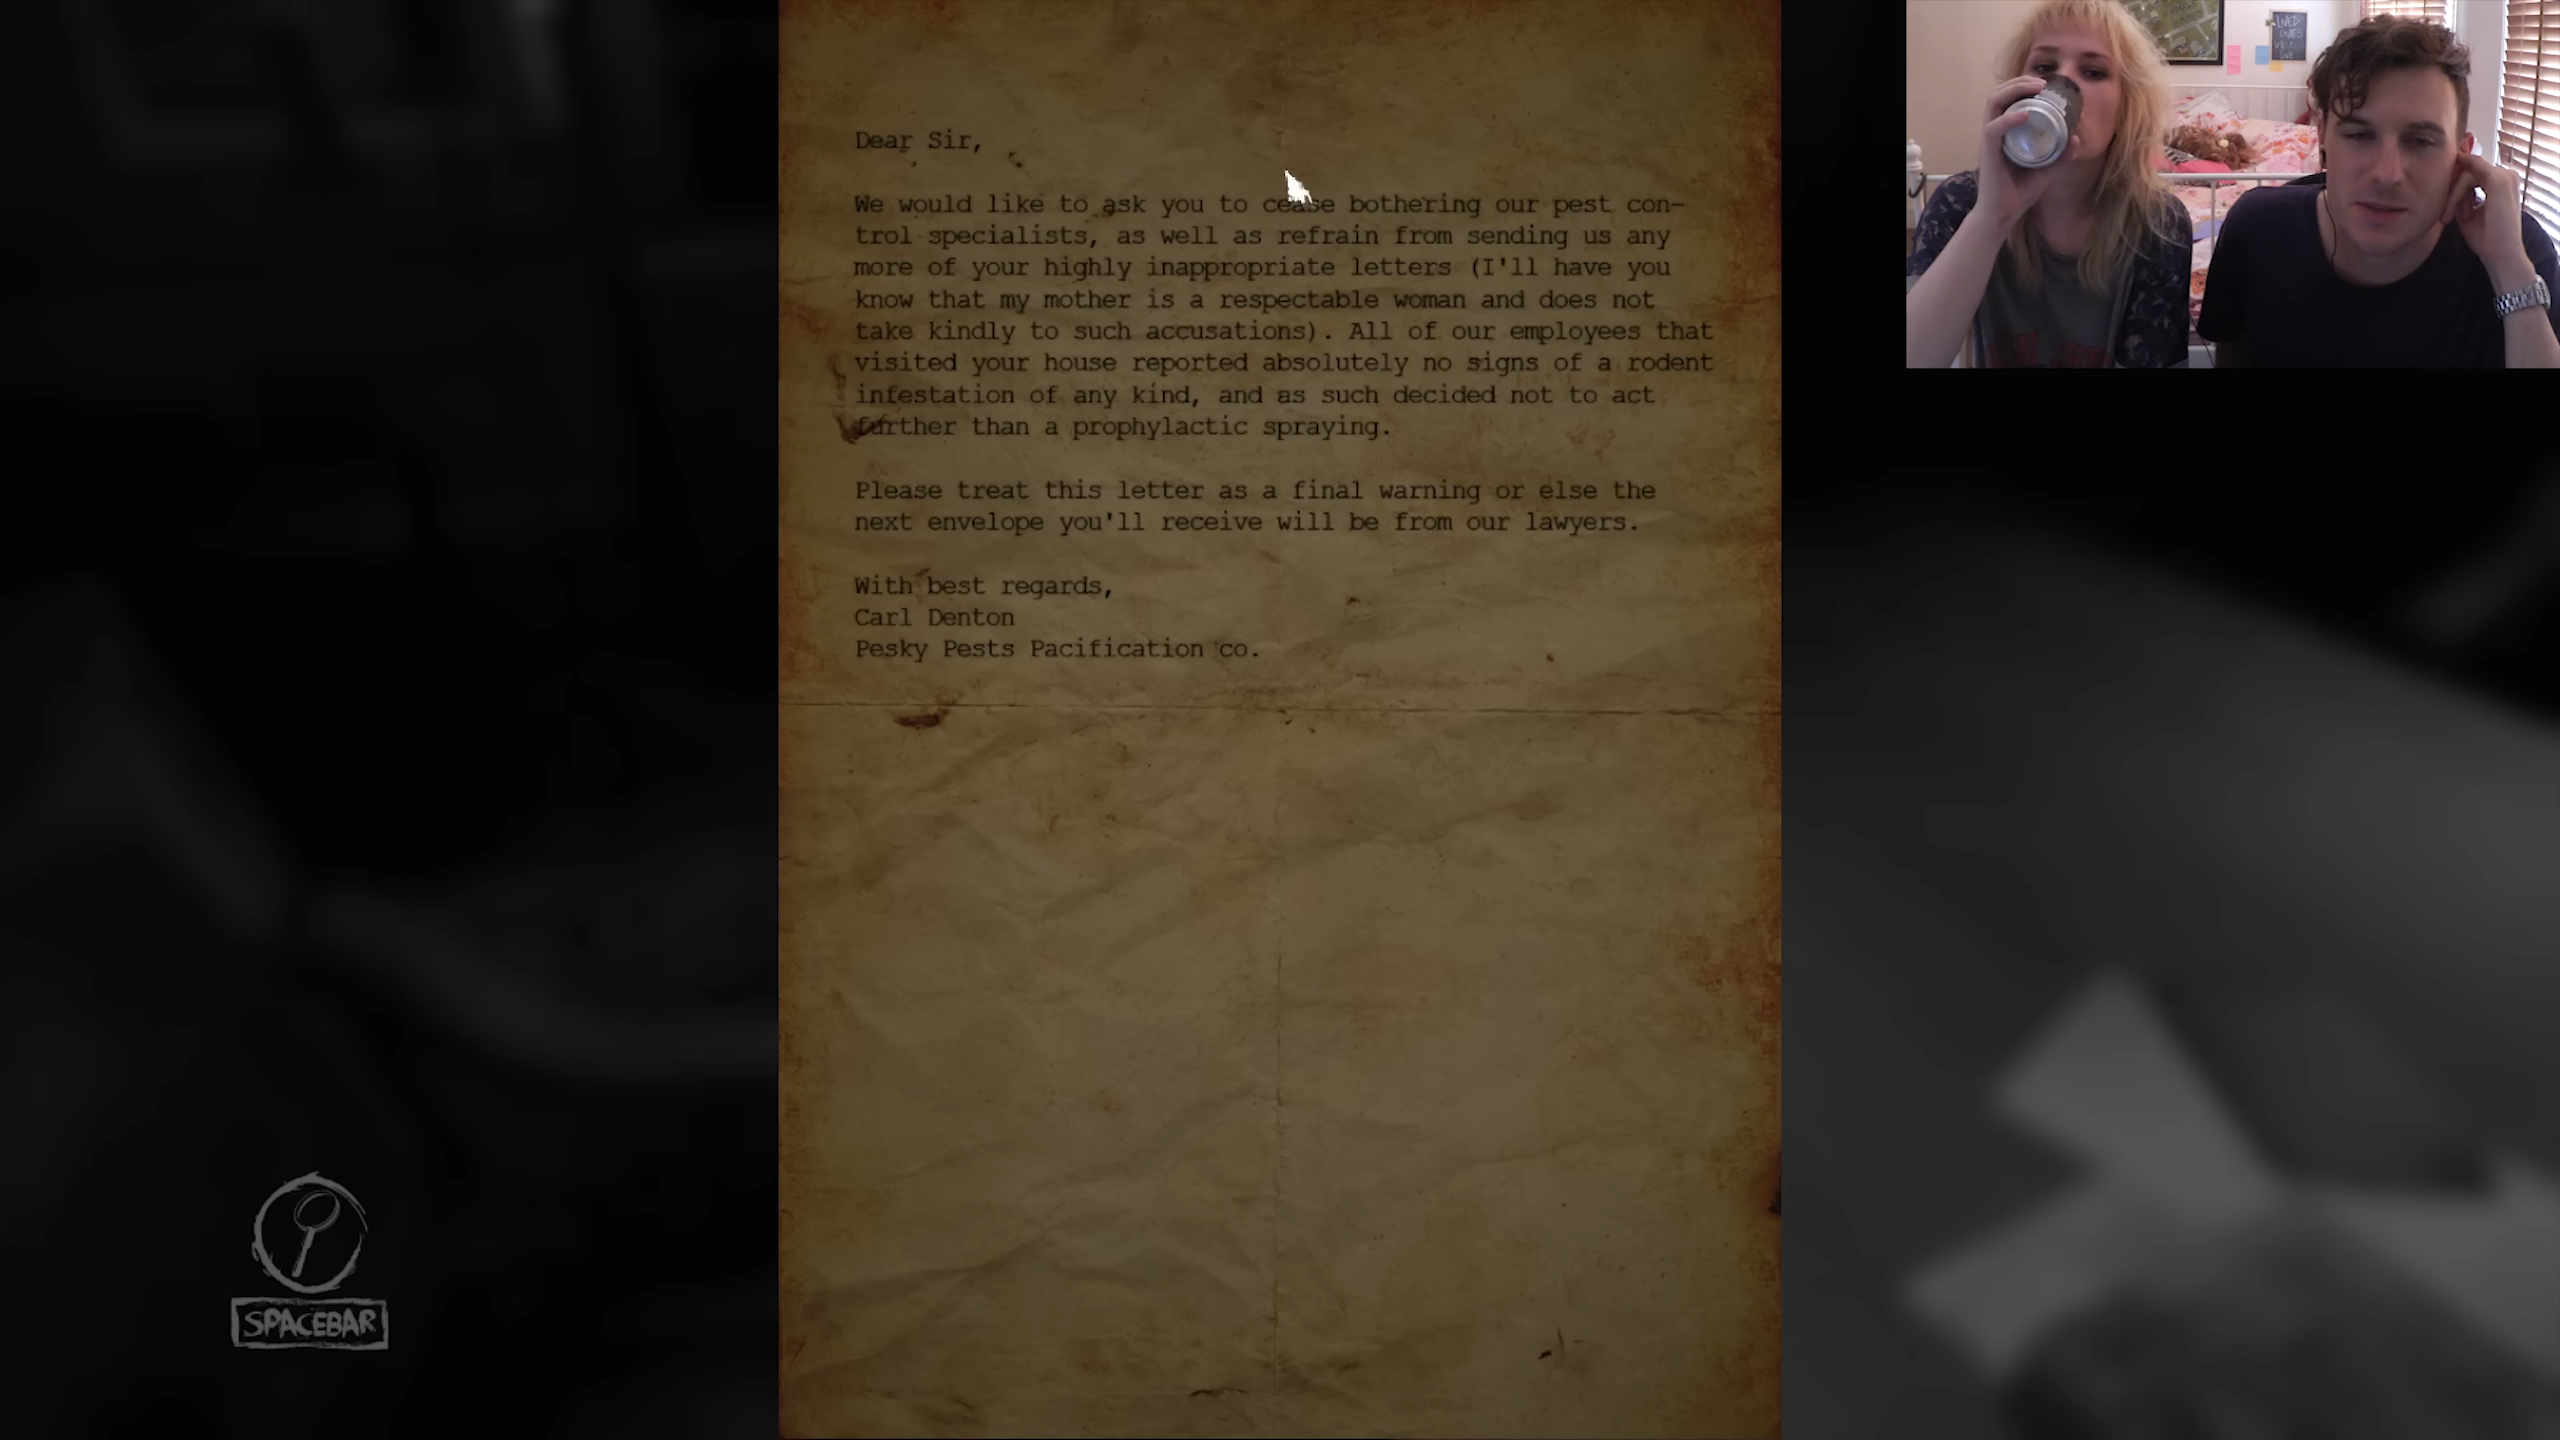 Dear Sir,
We would like to ask you to cease bothering our pest con-
trol specialists, as well as refrain from sending us any
more of your highly inappropriate letters (I'll have you
know that my mother is a respectable woman and does not
take kindly to such accusations). All of our employees that
visited your house reported absolutely no signs of a rodent
infestation of any kind, and as such decided not to act
further than a prophylactic spraying.
Please treat this letter as a final warning or else the
next envelope you'll receive will be from our lawyers.
With best regards,
Carl Denton
Pesky Pests Pacification co.
SPACEBAR